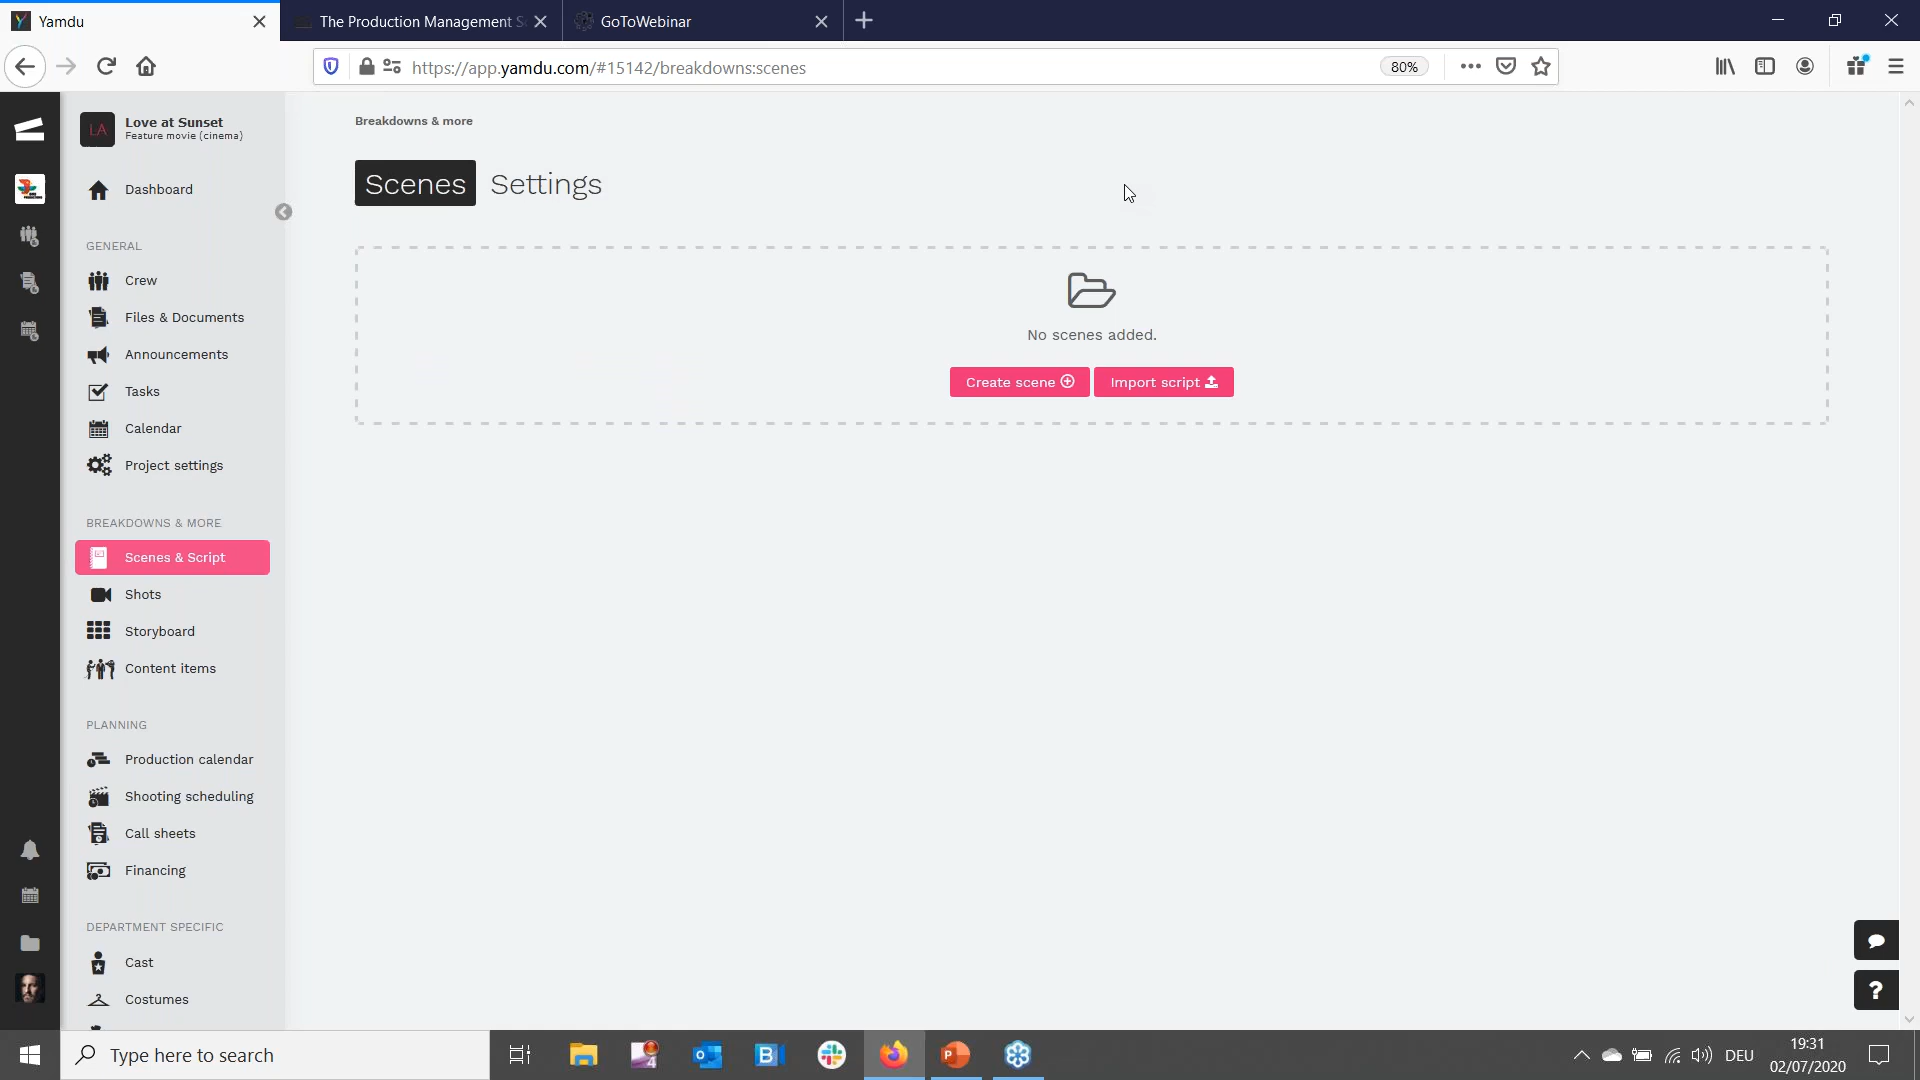 Yamdu
The Production Management S
GoToWebinar
https://app.yamdu.com/#15142/breakdowns:scenes
80%
LA
Love at Sunset
Feature movie (cinema)
Dashboard
GENERAL
Crew
Files & Documents
Announcements
Tasks
Calendar
Project settings
BREAKDOWNS & MORE
Scenes & Script
Shots
Storyboard
Content items
PLANNING
Production calendar
Shooting scheduling
Call sheets
Financing
DEPARTMENT SPECIFIC
Cast
Costumes
Breakdowns & more
Scenes Settings
No scenes added.
Create scene
Import script
?
Type here to search
DEU
19:31
02/07/2020